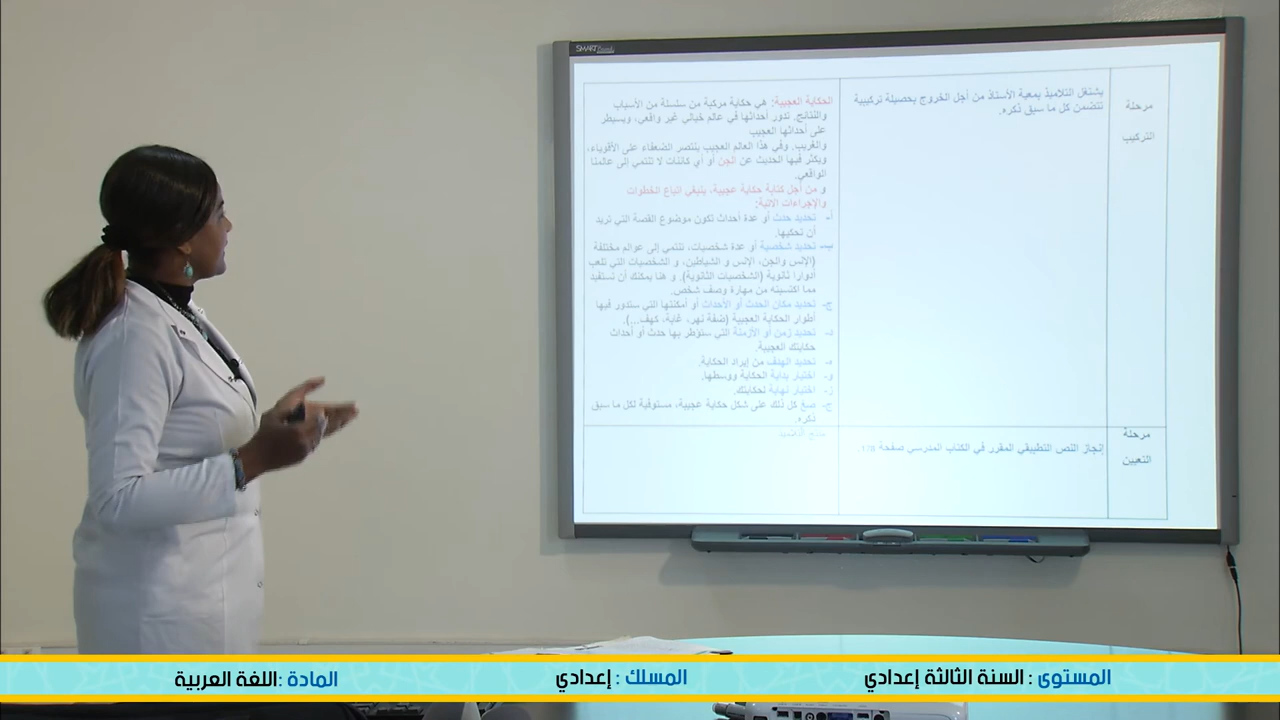 SMART Board
مرحلة
التركيب
يشتغل التلاميذ بمعية الأستاذ من أجل الخروج بحصيلة تركيبية
تتضمن كل ما سبق ذكره.
الحكاية العجيبة: هي حكاية مركبة من سلسلة من الأسباب
والنتائج. تدور أحداثها في عالم خيالي غير واقعي، ويسيطر
على أحداثها العجيب
والغريب. وفي هذا العالم العجيب ينتصر الضعفاء على الأقوياء،
ويكثر فيها الحديث عن الجن أو أي كائنات لا تنتمي إلى عالمنا
الواقعي.
و من أجل كتابة حكاية عجيبة، ينبغي اتباع الخطوات
والإجراءات الآتية:
أ- تحديد حدث أو عدة أحداث تكون موضوع القصة التي تريد
أن تحكيها.
ب- تحديد شخصية أو عدة شخصيات، تنتمي إلى عوالم مختلفة
(الإنس والجن، الإنس و الشياطين، و الشخصيات التي تلعب
أدوارا ثانوية (الشخصيات الثانوية). و هنا يمكنك أن تستفيد
مما اكتسبته من مهارة وصف شخص.
ج- تحديد مكان الحدث أو الأحداث أو أمكنتها التي ستدور فيها
أطوار الحكاية العجيبة (ضفة نهر، غابة، كهف...).
د- تحديد زمن أو الأزمنة التي ستؤطر بها حدث أو أحداث
حكايتك العجيبة.
ه- تحديد الهدف من إيراد الحكاية.
و- اختيار بداية الحكاية ووسطها.
ز- اختيار نهاية لحكايتك.
ح- صغ كل ذلك على شكل حكاية عجيبة، مستوفية لكل ما سبق
ذكره.
مرحلة
التعيين
إنجاز النص التطبيقي المقرر في الكتاب المدرسي صفحة
المستوى : السنة الثالثة إعدادي
المسلك : إعدادي
المادة : اللغة العربية